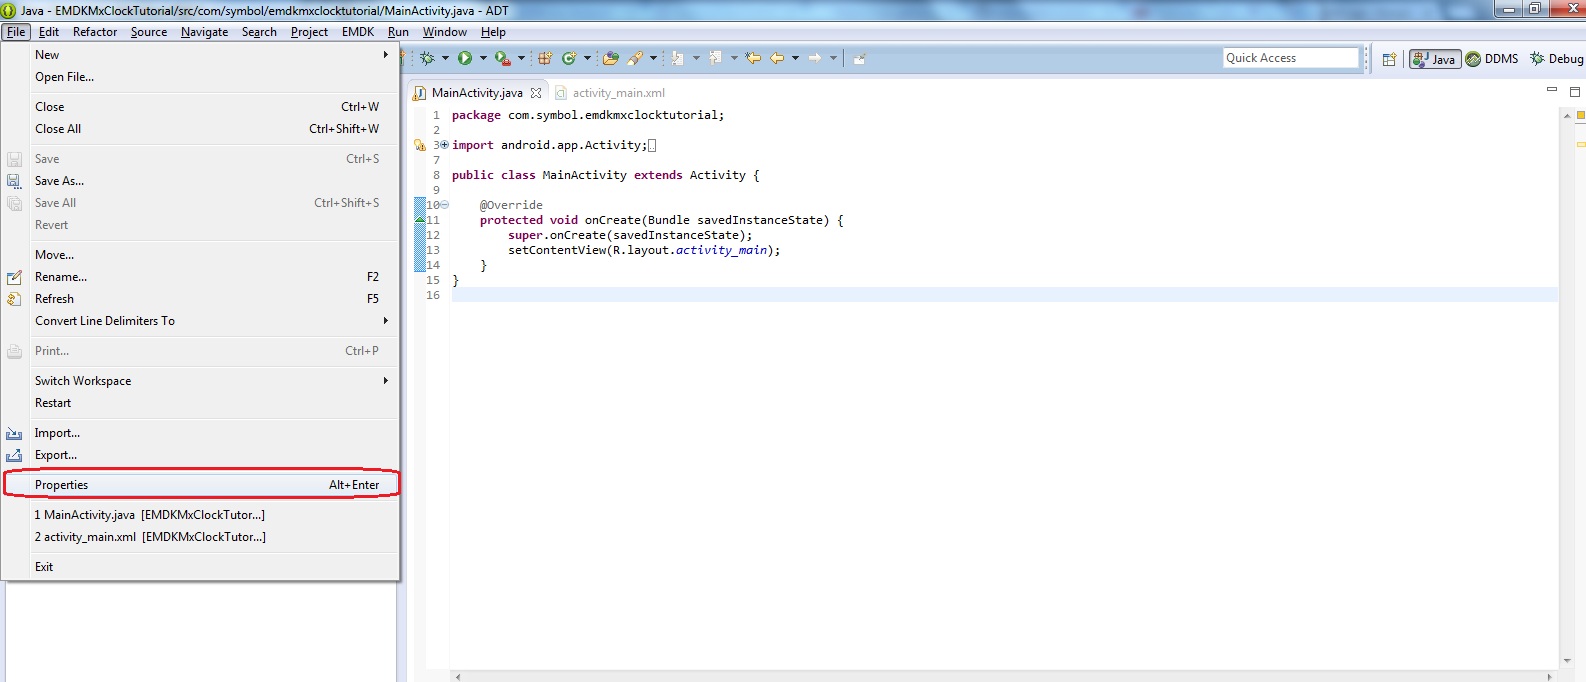 Java - EMDKMxClockTutorial/src/com/symbol/emdkmxclocktutorial/MainActivity.java - ADT
File Edit Refactor Source Navigate Search Project EMDK Run Window Help
Quick Access
Java DDMS Debug
New
Open File...
Close Ctrl+W
Close All Ctrl+Shift+W
Save Ctrl+S
Save As...
Save All Ctrl+Shift+S
Revert
Move...
Rename... F2
Refresh F5
Convert Line Delimiters To
Print... Ctrl+P
Switch Workspace
Restart
Import...
Export...
Properties Alt+Enter
1 MainActivity.java [EMDKMxClockTutor...]
2 activity_main.xml [EMDKMxClockTutor...]
Exit
MainActivity.java activity_main.xml
1 package com.symbol.emdkmxclocktutorial;
2
3 import android.app.Activity;
7
8 public class MainActivity extends Activity {
9
10 @Override
11 protected void onCreate(Bundle savedInstanceState) {
12 super.onCreate(savedInstanceState);
13 setContentView(R.layout.activity_main);
14 }
15 }
16